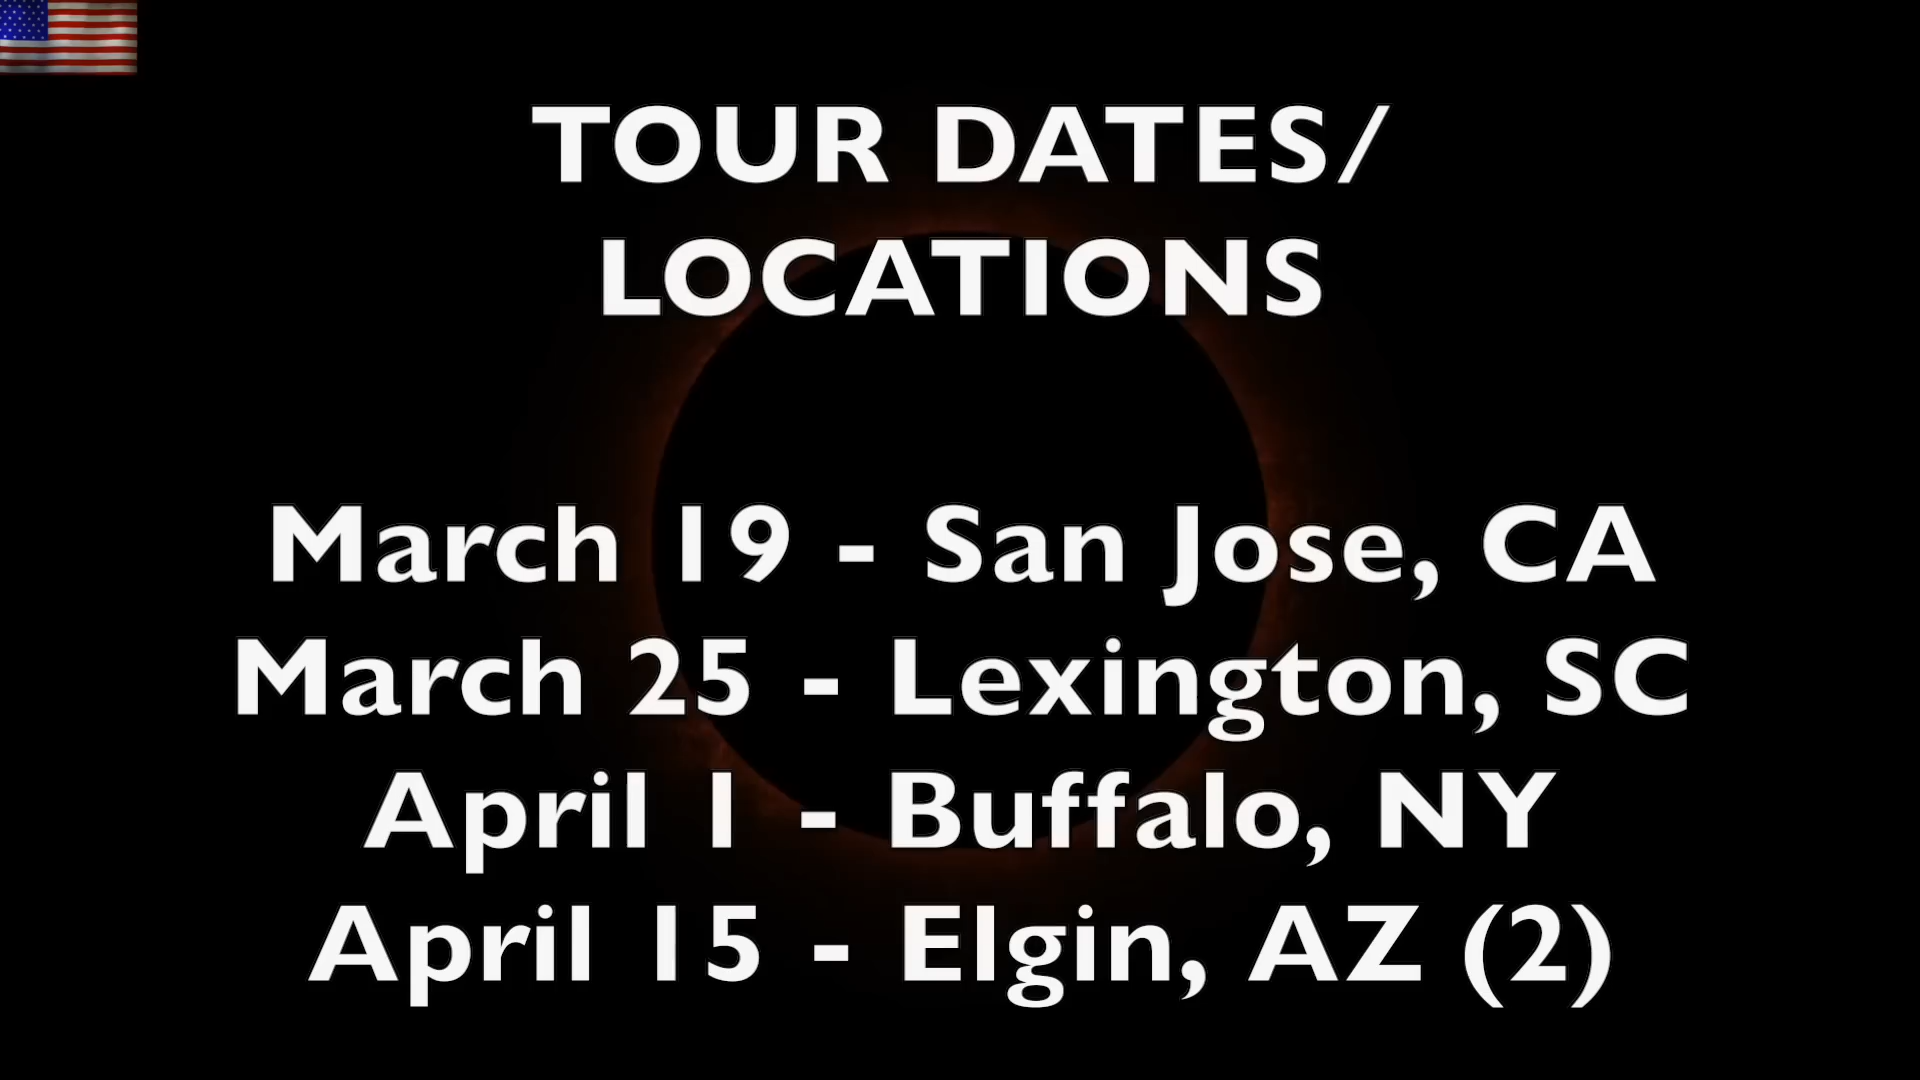 TOUR DATES/
LOCATIONS
March 19 - San Jose, CA
March 25 - Lexington, SC
April 1 - Buffalo, NY
April 15 - Elgin, AZ (2)